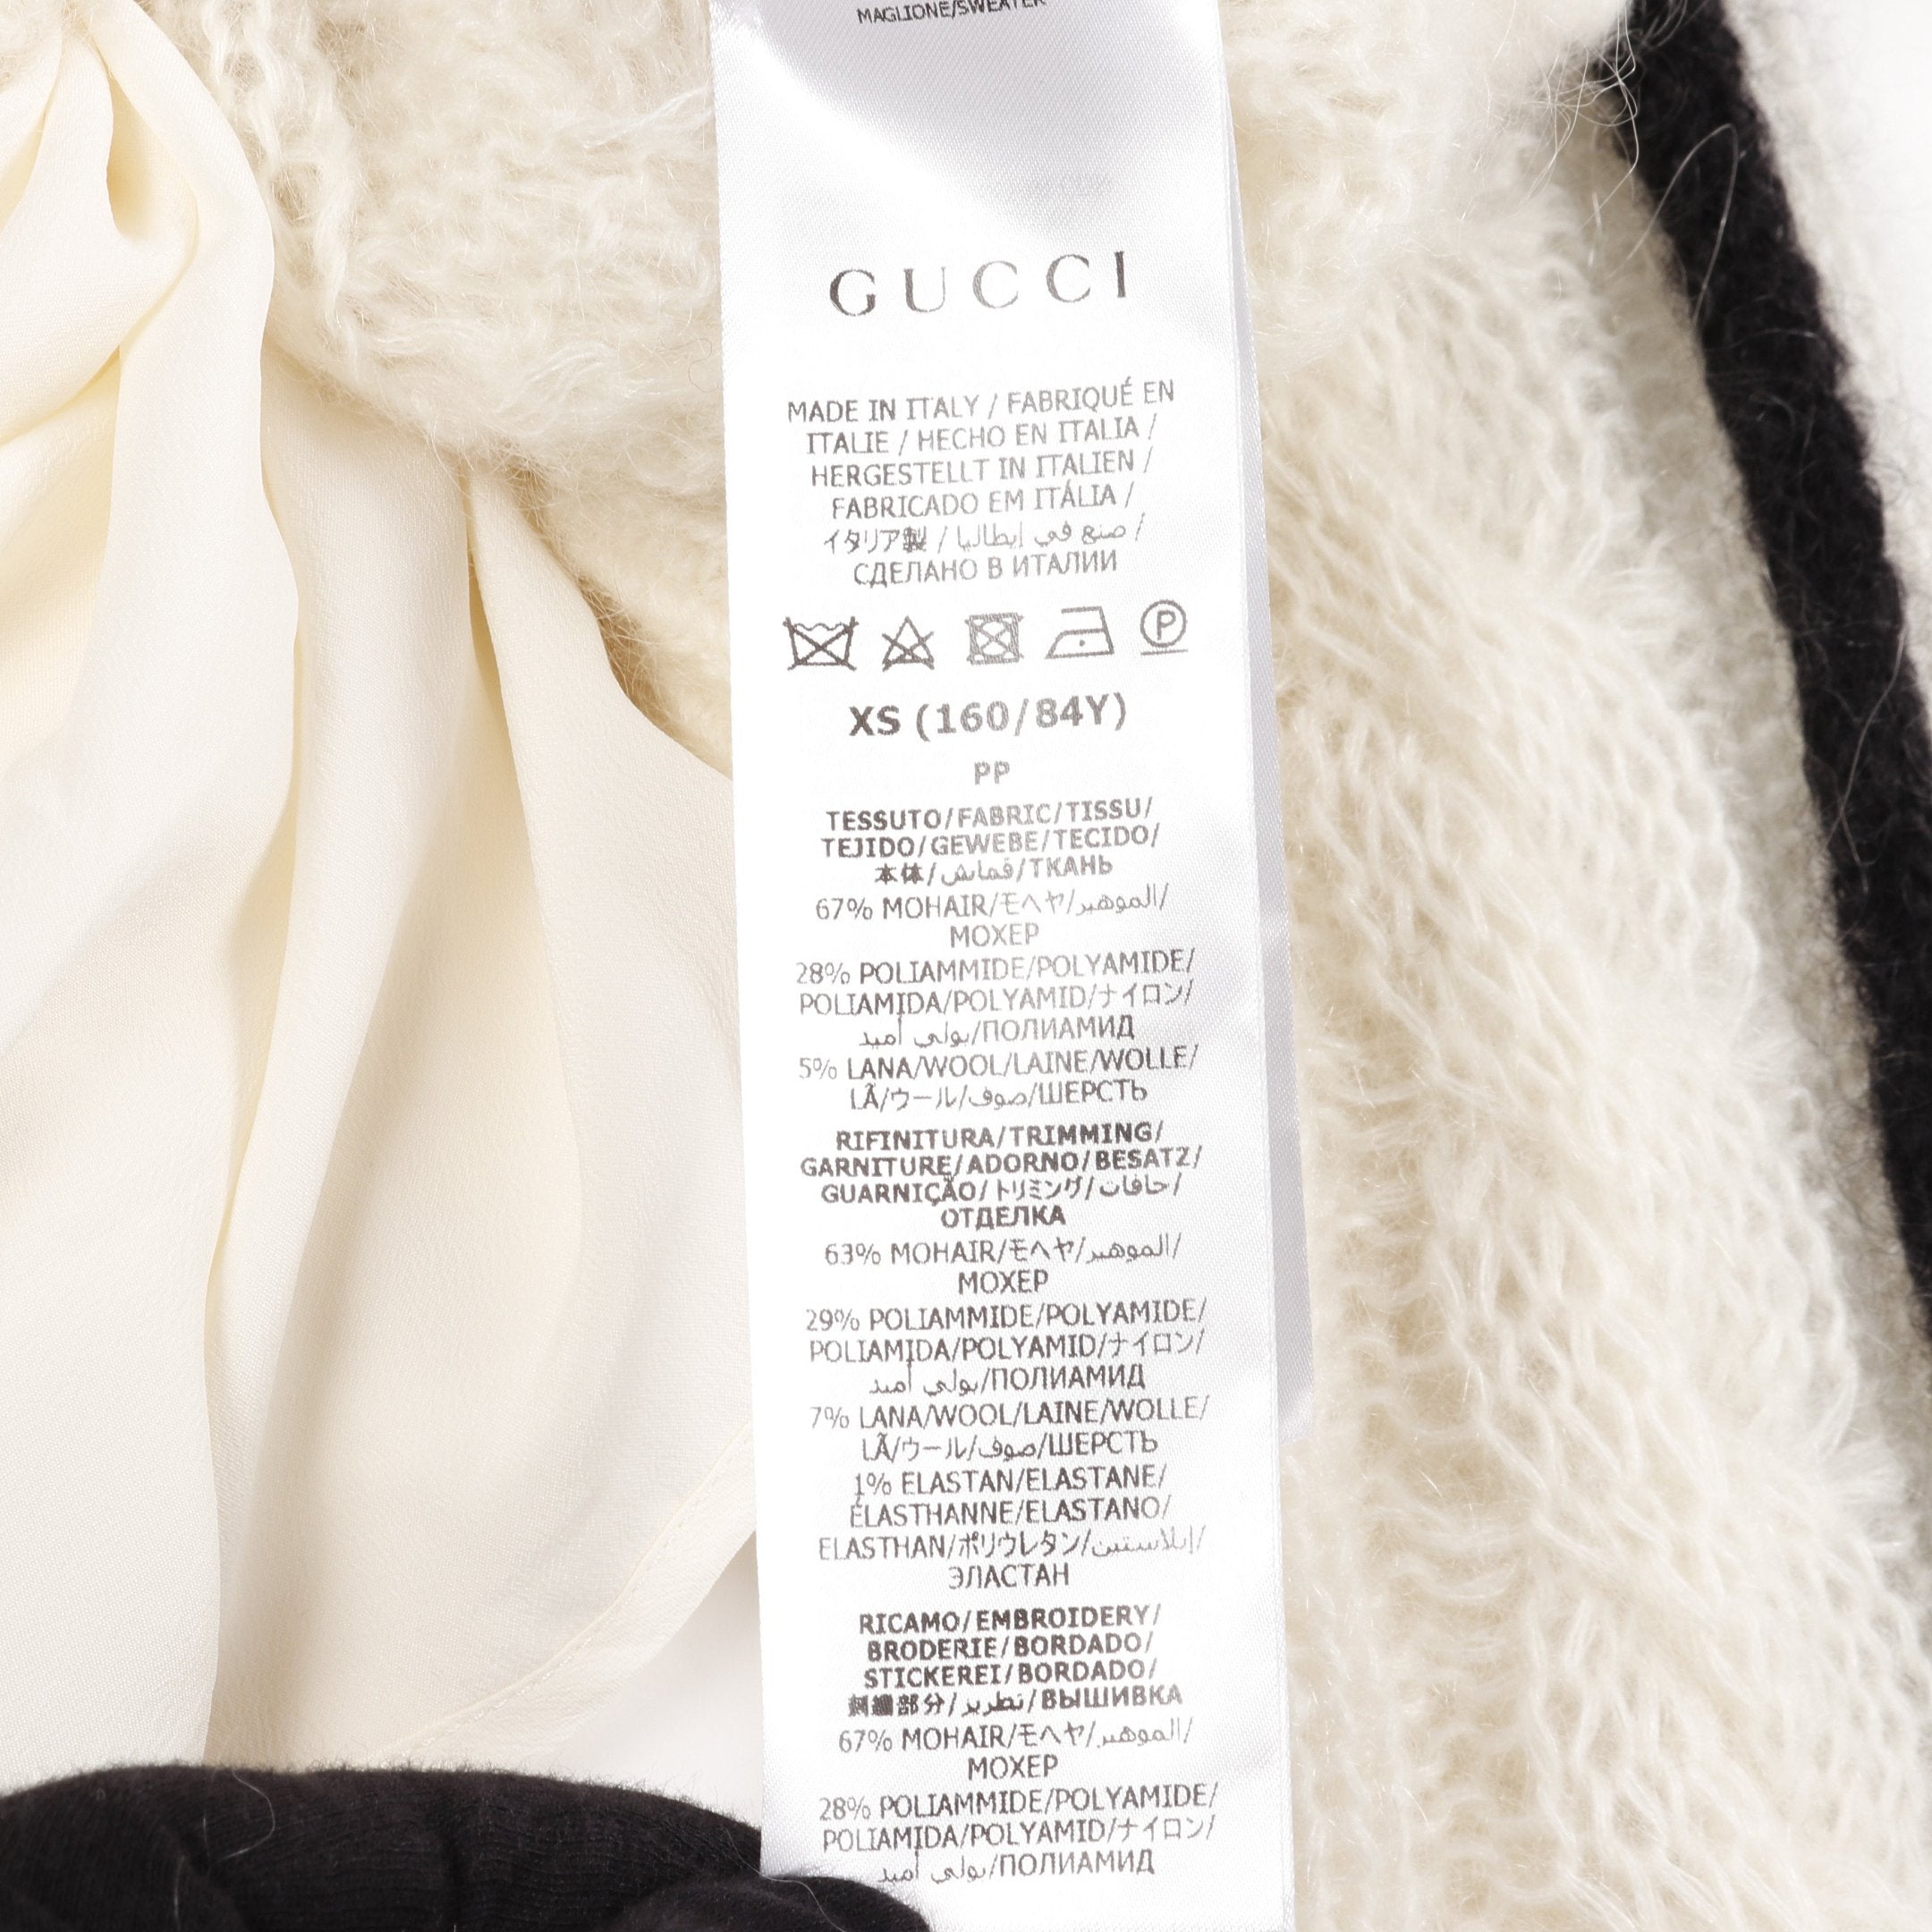 MAGLIONE/SWEATER
GUCCI
MADE IN ITALY / FABRIQUÉ EN
ITALIE / HECHO EN ITALIA /
HERGESTELLT IN ITALIEN /
FABRICADO EM ITÁLIA /
イタリア製 / صنع في إيطاليا /
СДЕЛАНО В ИТАЛИИ
P
XS (160/84Y)
PP
TESSUTO/FABRIC/TISSU/
TEJIDO/GEWEBE/TECIDO/
本体/قماش/ТКАНЬ
67% MOHAIR/モヘヤ/الموهير/
МОХЕР
28% POLIAMMIDE/POLYAMIDE/
POLIAMIDA/POLYAMID/ナイロン/
بولي أميد/ПОЛИАМИД
5% LANA/WOOL/LAINE/WOLLE/
LÃ/ウール/صوف/ШЕРСТЬ
RIFINITURA/TRIMMING/
GARNITURE/ADORNO/BESATZ/
GUARNIÇÃO/トリミング/حافات/
ОТДЕЛКА
63% MOHAIR/モヘヤ/الموهير/
МОХЕР
29% POLIAMMIDE/POLYAMIDE/
POLIAMIDA/POLYAMID/ナイロン/
بولي أميد/ПОЛИАМИД
7% LANA/WOOL/LAINE/WOLLE/
LÃ/ウール/صوف/ШЕРСТЬ
1% ELASTAN/ELASTANE/
ÉLASTHANNE/ELASTANO/
ELASTHAN/ポリウレタン/إيلاستين/
ЭЛАСТАН
RICAMO/EMBROIDERY/
BRODERIE/BORDADO/
STICKEREI/BORDADO/
刺繍部分/تطريز/ВЫШИВКА
67% MOHAIR/モヘヤ/الموهير/
МОХЕР
28% POLIAMMIDE/POLYAMIDE/
POLIAMIDA/POLYAMID/ナイロン/
بولي أميد/ПОЛИАМИД